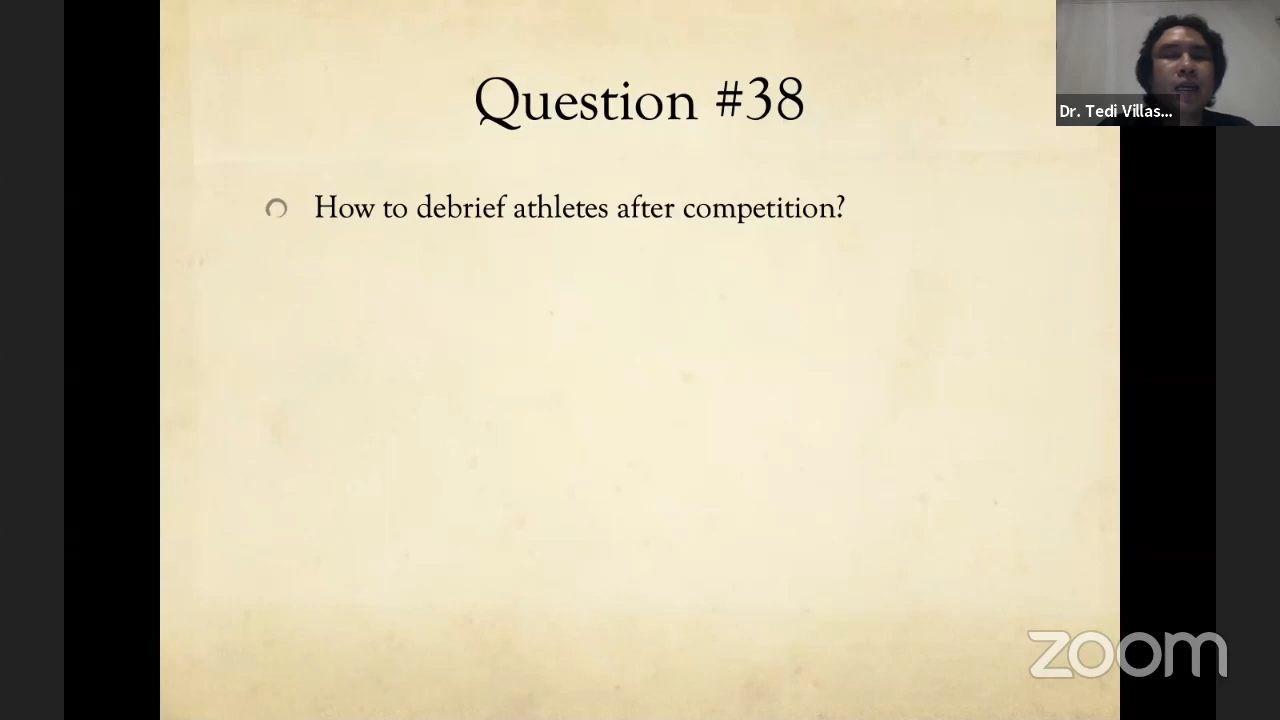 Question #38
How to debrief athletes after competition?
Dr. Tedi Villas...
zoom